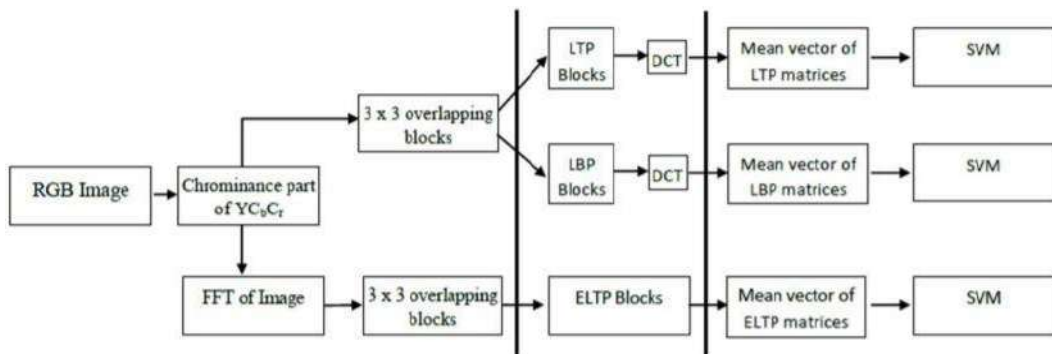 LTP
Blocks
DCT
Mean vector of
LTP matrices
SVM
3 x 3 overlapping
blocks
LBP
Blocks
DCT
Mean vector of
LBP matrices
SVM
RGB Image
Chrominance part
of YCbCr
FFT of Image
3 x 3 overlapping
blocks
ELTP Blocks
Mean vector of
ELTP matrices
SVM